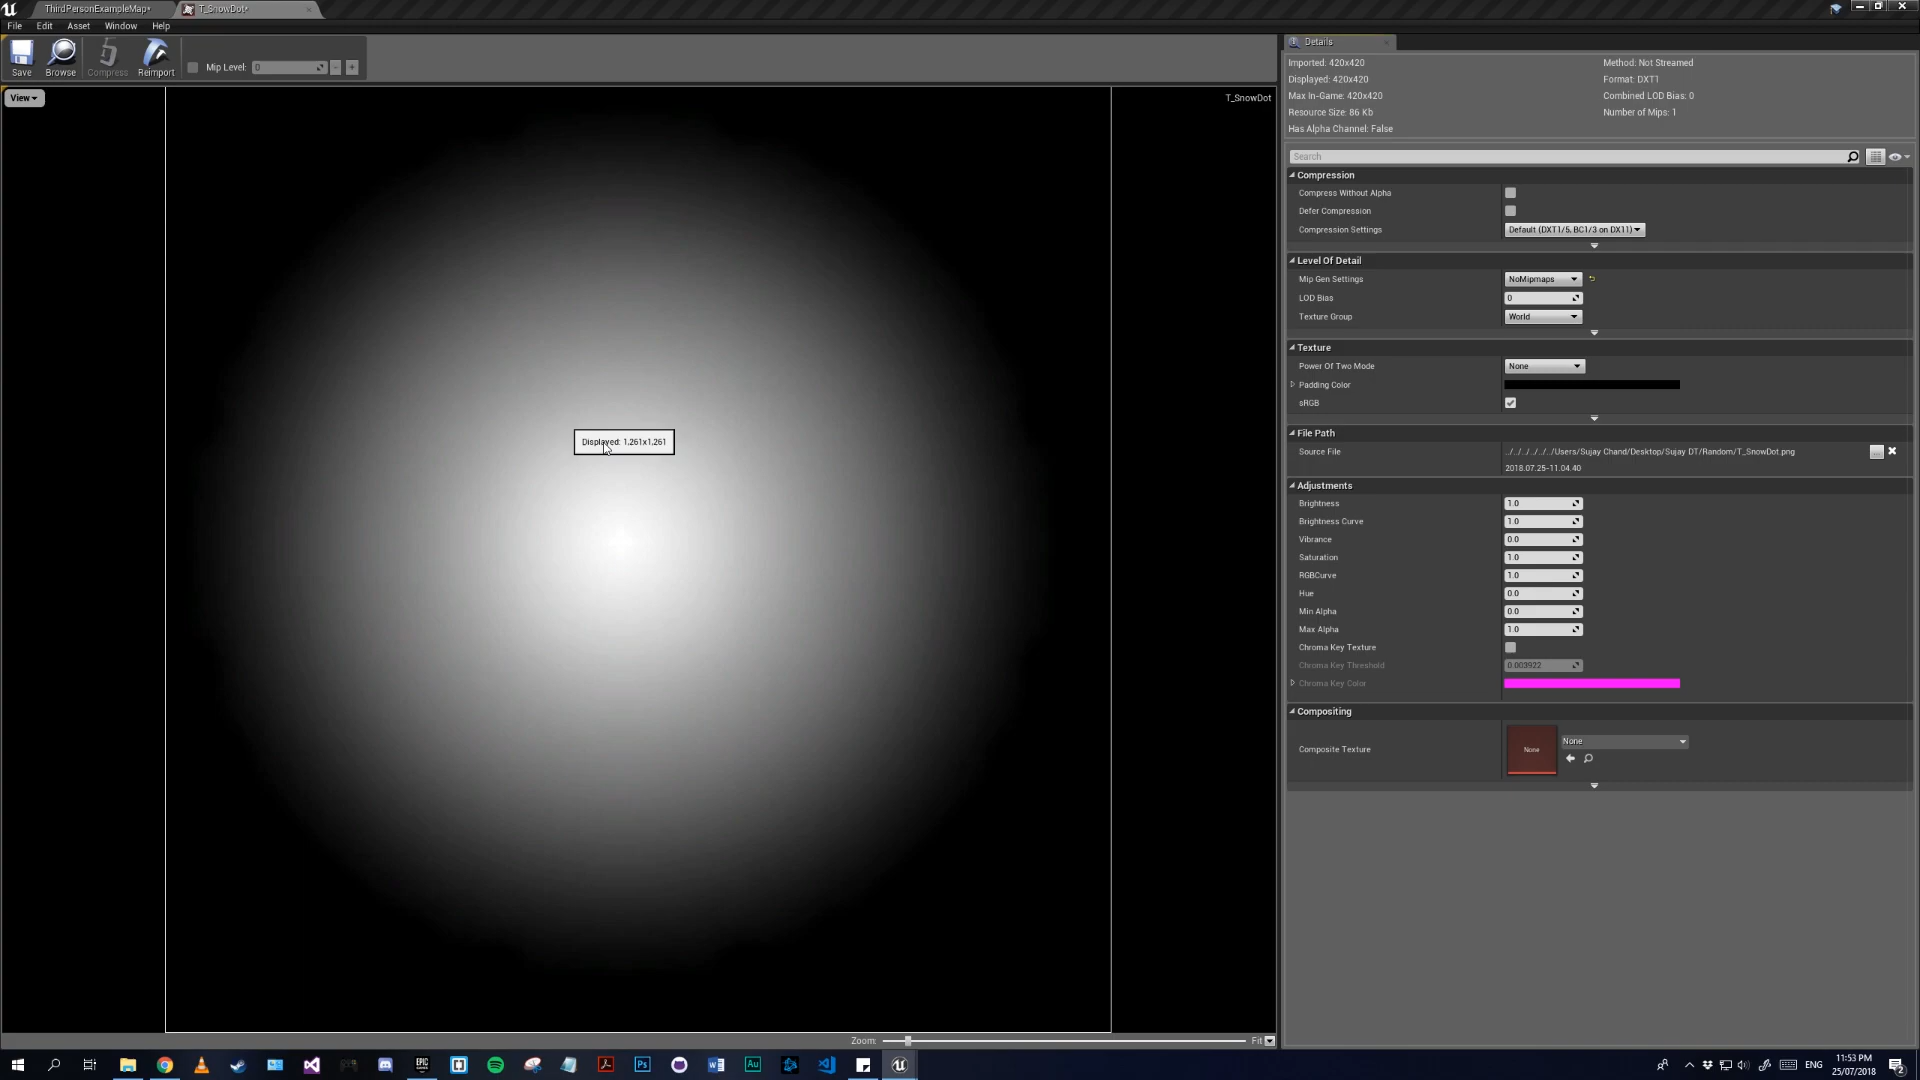 ThirdPersonExampleMap*
T_SnowDot*
File Edit Asset Window Help
Save Browse Compress Reimport Mip Level: 0
View
T_SnowDot
Displayed: 1,261x1,261
Zoom: Fit
Details
Imported: 420x420 Method: Not Streamed
Displayed: 420x420 Format: DXT1
Max In-Game: 420x420 Combined LOD Bias: 0
Resource Size: 86 Kb Number of Mips: 1
Has Alpha Channel: False
Search
Compression
Compress Without Alpha
Defer Compression
Compression Settings Default (DXT1/5, BC1/3 on DX11)
Level Of Detail
Mip Gen Settings NoMipmaps
LOD Bias 0
Texture Group World
Texture
Power Of Two Mode None
Padding Color
sRGB
File Path
Source File ../../../../../../Users/Sujay Chand/Desktop/Sujay DT/Random/T_SnowDot.png
2018.07.25-11.04.40
Adjustments
Brightness 1.0
Brightness Curve 1.0
Vibrance 0.0
Saturation 1.0
RGBCurve 1.0
Hue 0.0
Min Alpha 0.0
Max Alpha 1.0
Chroma Key Texture
Chroma Key Threshold 0.003922
Chroma Key Color
Compositing
Composite Texture None None
ENG
11:53 PM
25/07/2018